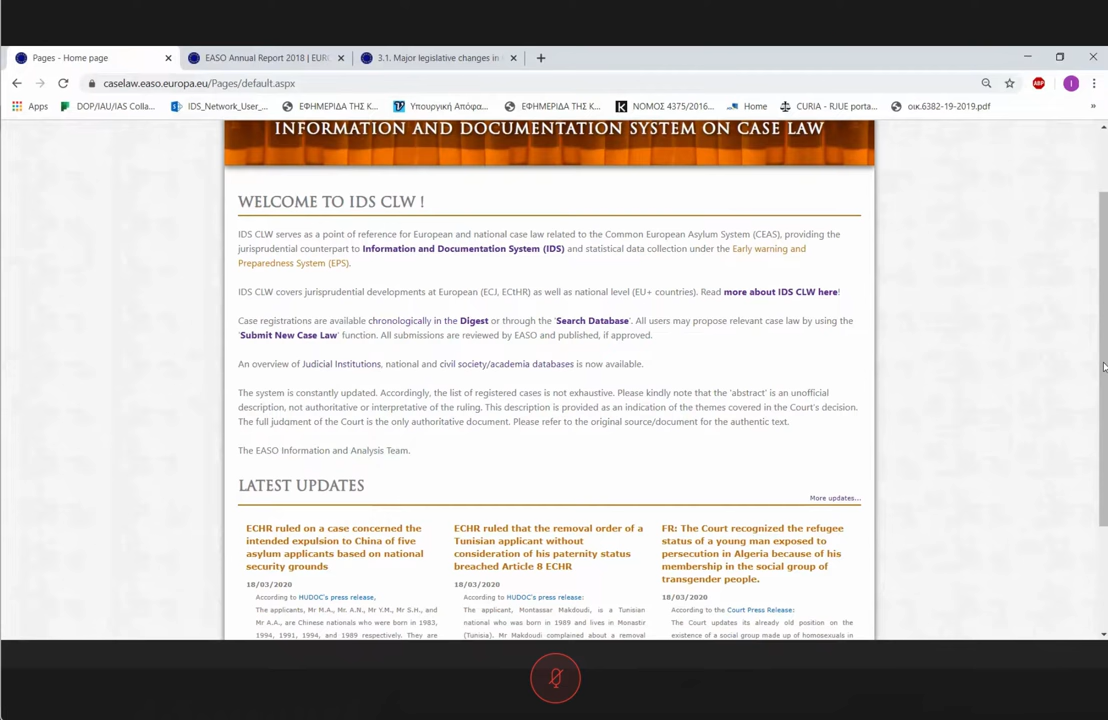 Pages - Home page
EASO Annual Report 2018 | EURO
3.1. Major legislative changes in
caselaw.easo.europa.eu/Pages/default.aspx
Apps
DOP/IAU/IAS Colla...
IDS_Network_User_...
ΕΦΗΜΕΡΙΔΑ ΤΗΣ Κ...
Υπουργική Απόφα...
ΕΦΗΜΕΡΙΔΑ ΤΗΣ Κ...
ΝΟΜΟΣ 4375/2016...
Home
CURIA - RJUE porta...
οικ.6382-19-2019.pdf
INFORMATION AND DOCUMENTATION SYSTEM ON CASE LAW
WELCOME TO IDS CLW !
IDS CLW serves as a point of reference for European and national case law related to the Common European Asylum System (CEAS), providing the
jurisprudential counterpart to Information and Documentation System (IDS) and statistical data collection under the Early warning and
Preparedness System (EPS).
IDS CLW covers jurisprudential developments at European (ECJ, ECtHR) as well as national level (EU+ countries). Read more about IDS CLW here!
Case registrations are available chronologically in the Digest or through the 'Search Database'. All users may propose relevant case law by using the
'Submit New Case Law' function. All submissions are reviewed by EASO and published, if approved.
An overview of Judicial Institutions, national and civil society/academia databases is now available.
The system is constantly updated. Accordingly, the list of registered cases is not exhaustive. Please kindly note that the 'abstract' is an unofficial
description, not authoritative or interpretative of the ruling. This description is provided as an indication of the themes covered in the Court's decision.
The full judgment of the Court is the only authoritative document. Please refer to the original source/document for the authentic text.
The EASO Information and Analysis Team.
LATEST UPDATES
More updates...
ECHR ruled on a case concerned the
intended expulsion to China of five
asylum applicants based on national
security grounds
18/03/2020
According to HUDOC's press release,
The applicants, Mr M.A., Mr. A.N., Mr Y.M., Mr S.H., and
Mr A.A., are Chinese nationals who were born in 1983,
1994, 1991, 1994, and 1989 respectively. They are
ECHR ruled that the removal order of a
Tunisian applicant without
consideration of his paternity status
breached Article 8 ECHR
18/03/2020
According to HUDOC's press release:
The applicant, Montassar Makdoudi, is a Tunisian
national who was born in 1989 and lives in Monastir
(Tunisia). Mr Makdoudi complained about a removal
FR: The Court recognized the refugee
status of a young man exposed to
persecution in Algeria because of his
membership in the social group of
transgender people.
18/03/2020
According to the Court Press Release:
The Court updates its already old position on the
existence of a social group made up of homosexuals in